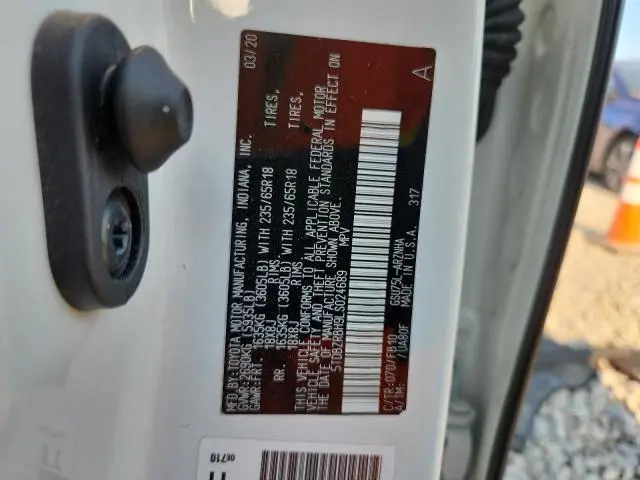 MFD. BY: TOYOTA MOTOR MANUFACTURING, INDIANA, INC. 03/20
GVWR: 2690KG (5935LB)
GAWR: FRT. 1635KG (3605LB) WITH 235/65R18 TIRES,
18X8J RIMS,
RR. 1635KG (3605LB) WITH 235/65R18 TIRES,
18X8J RIMS,
THIS VEHICLE CONFORMS TO ALL APPLICABLE FEDERAL MOTOR
VEHICLE SAFETY AND THEFT PREVENTION STANDARDS IN EFFECT ON
THE DATE OF MANUFACTURE SHOWN ABOVE.
5TDBZRBH9LS024689 MPV
A
C/TR: 070/FB10 GSU75L-ARZNHA
A/TM: /UA80F MADE IN U.S.A. 317
0E710